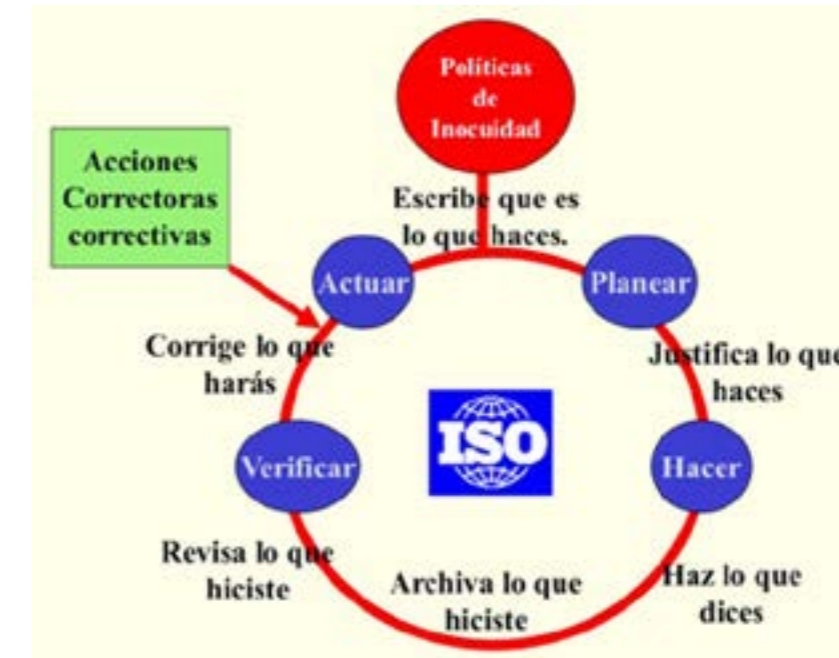 Políticas
de
Inocuidad
Acciones
Correctoras
correctivas
Escribe que es
lo que haces.
Actuar
Planear
Corrige lo que
harás
Justifica lo que
haces
ISO
Verificar
Hacer
Revisa lo que
hiciste
Archiva lo que
hiciste
Haz lo que
dices